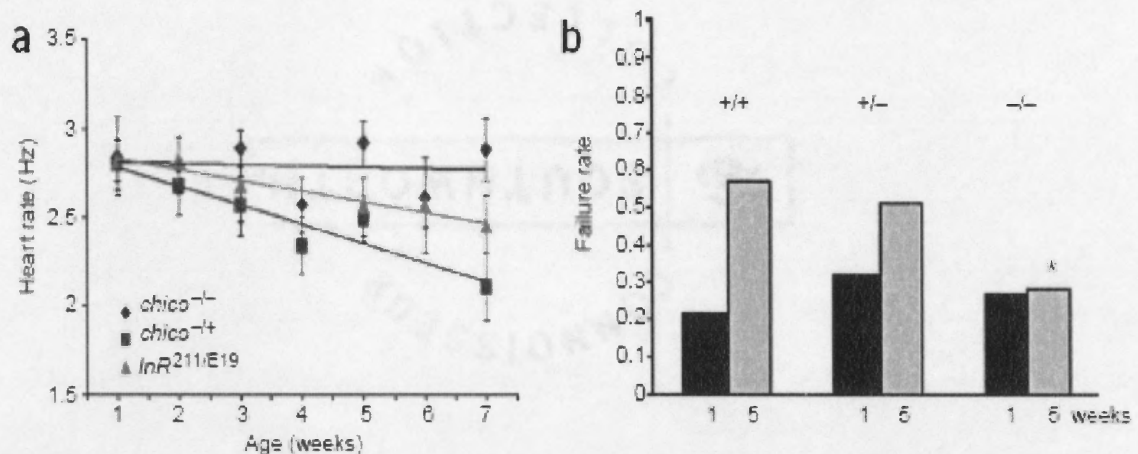 a
Heart rate (Hz)
3.5
3
2.5
2
1.5
chico−/−
chico−/+
InR211/E19
1 2 3 4 5 6 7
Age (weeks)
b
Failure rate
1
0.9
0.8
0.7
0.6
0.5
0.4
0.3
0.2
0.1
0
+/+ +/− −/−
*
1 5 1 5 1 5 weeks